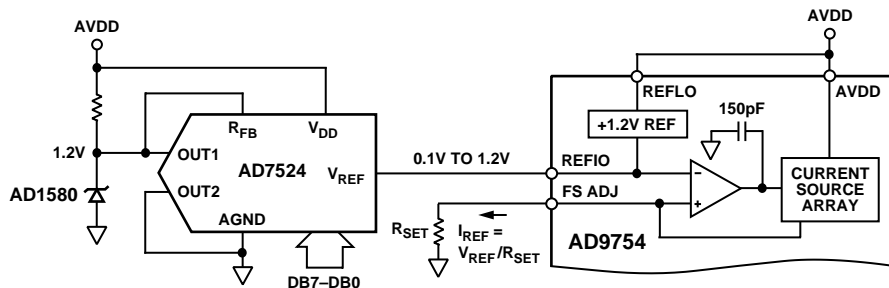 AVDD
1.2V
AD1580
OUT1
OUT2
RFB
VDD
AD7524
VREF
AGND
DB7–DB0
0.1V TO 1.2V
RSET
IREF =
VREF/RSET
AVDD
REFLO
AVDD
+1.2V REF
150pF
REFIO
FS ADJ
–
+
CURRENT
SOURCE
ARRAY
AD9754